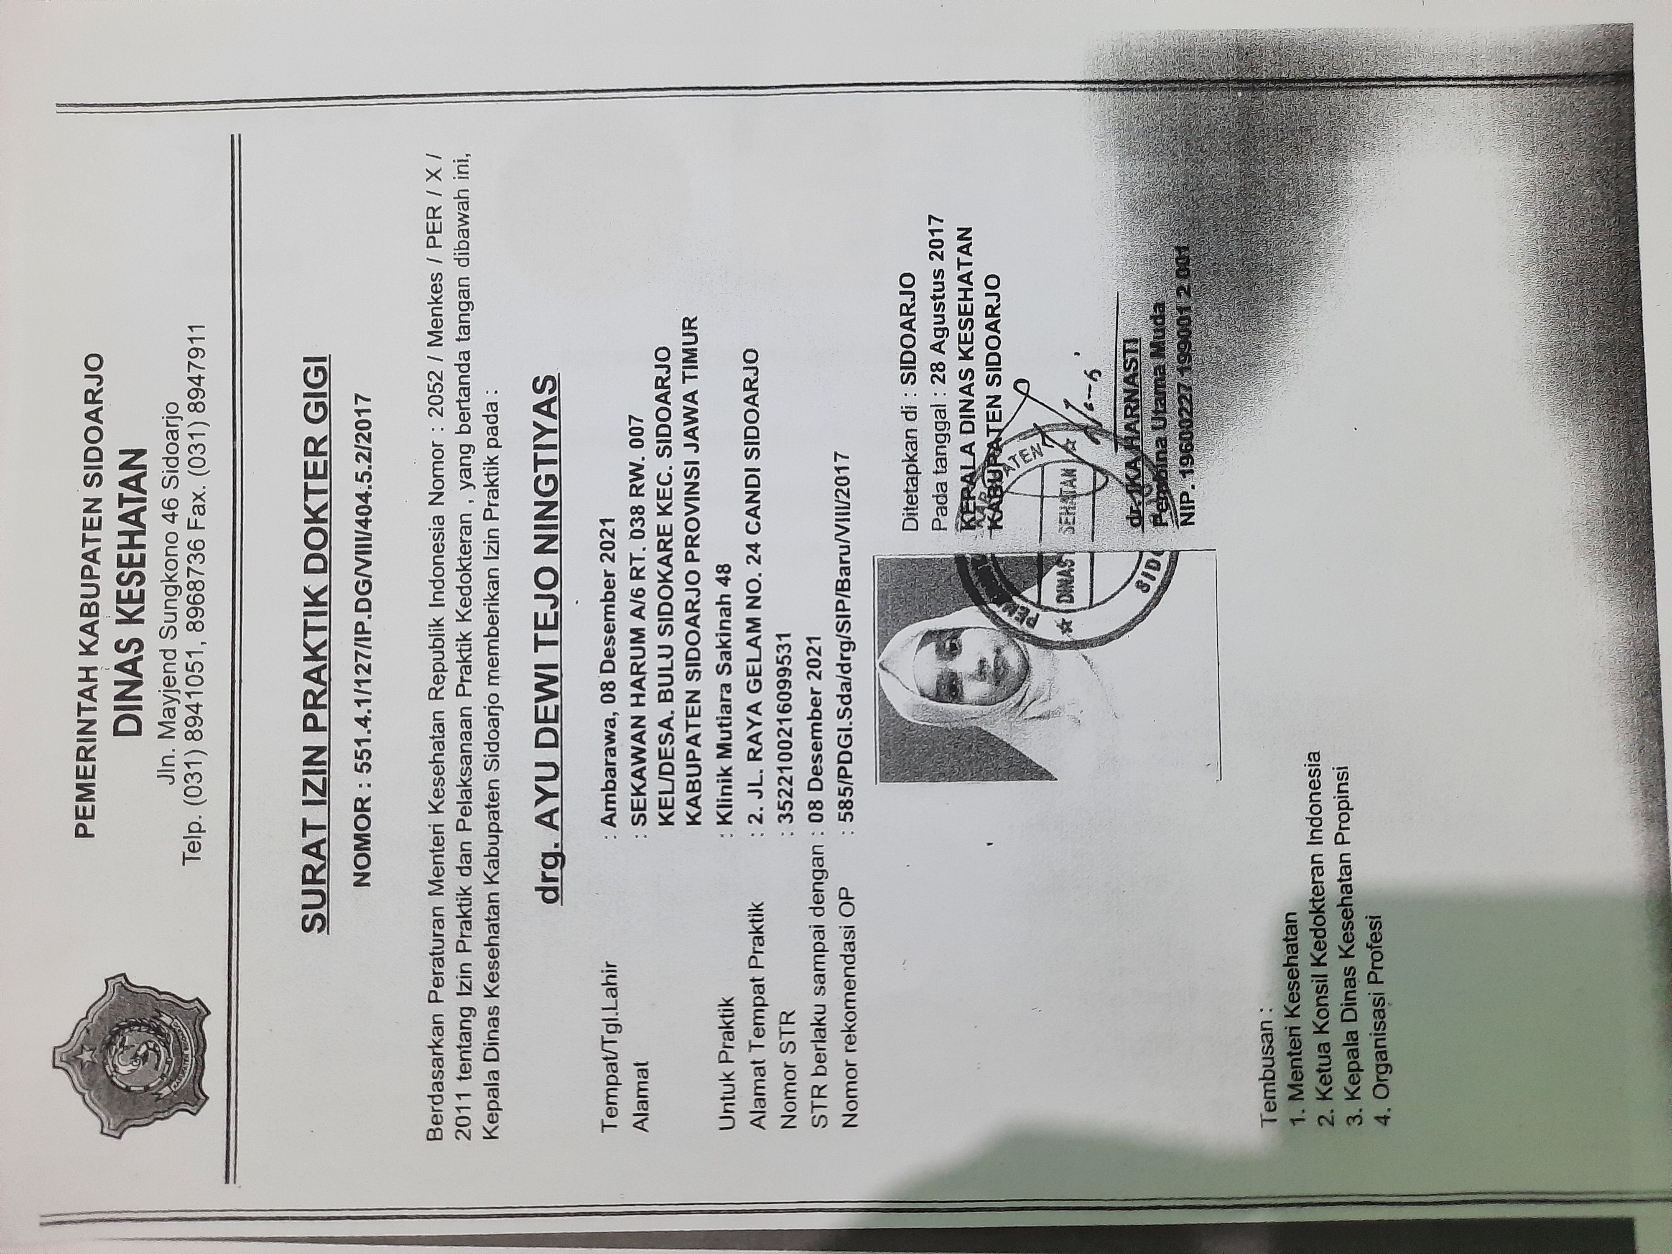 PEMERINTAH KABUPATEN SIDOARJO
DINAS KESEHATAN
Jln. Mayjend Sungkono 46 Sidoarjo
Telp. (031) 8941051, 8968736 Fax. (031) 8947911
SURAT IZIN PRAKTIK DOKTER GIGI
NOMOR : 551.4.1/127/IP.DG/VIII/404.5.2/2017
Berdasarkan Peraturan Menteri Kesehatan Republik Indonesia Nomor : 2052 / Menkes / PER / X /
2011 tentang Izin Praktik dan Pelaksanaan Praktik Kedokteran , yang bertanda tangan dibawah ini,
Kepala Dinas Kesehatan Kabupaten Sidoarjo memberikan Izin Praktik pada :
drg. AYU DEWI TEJO NINGTIYAS
Tempat/Tgl.Lahir : Ambarawa, 08 Desember 2021
Alamat : SEKAWAN HARUM A/6 RT. 038 RW. 007
KEL/DESA. BULU SIDOKARE KEC. SIDOARJO
KABUPATEN SIDOARJO PROVINSI JAWA TIMUR
Untuk Praktik : Klinik Mutiara Sakinah 48
Alamat Tempat Praktik : 2. JL. RAYA GELAM NO. 24 CANDI SIDOARJO
Nomor STR : 3522100216099531
STR berlaku sampai dengan : 08 Desember 2021
Nomor rekomendasi OP : 585/PDGI.Sda/drg/SIP/Baru/VIII/2017
Ditetapkan di : SIDOARJO
Pada tanggal : 28 Agustus 2017
KEPALA DINAS KESEHATAN
KABUPATEN SIDOARJO
DINAS SEHATAN
dr. IKA HARNASTI
Pembina Utama Muda
NIP. 19600227 199001 2 001
Tembusan :
1. Menteri Kesehatan
2. Ketua Konsil Kedokteran Indonesia
3. Kepala Dinas Kesehatan Propinsi
4. Organisasi Profesi